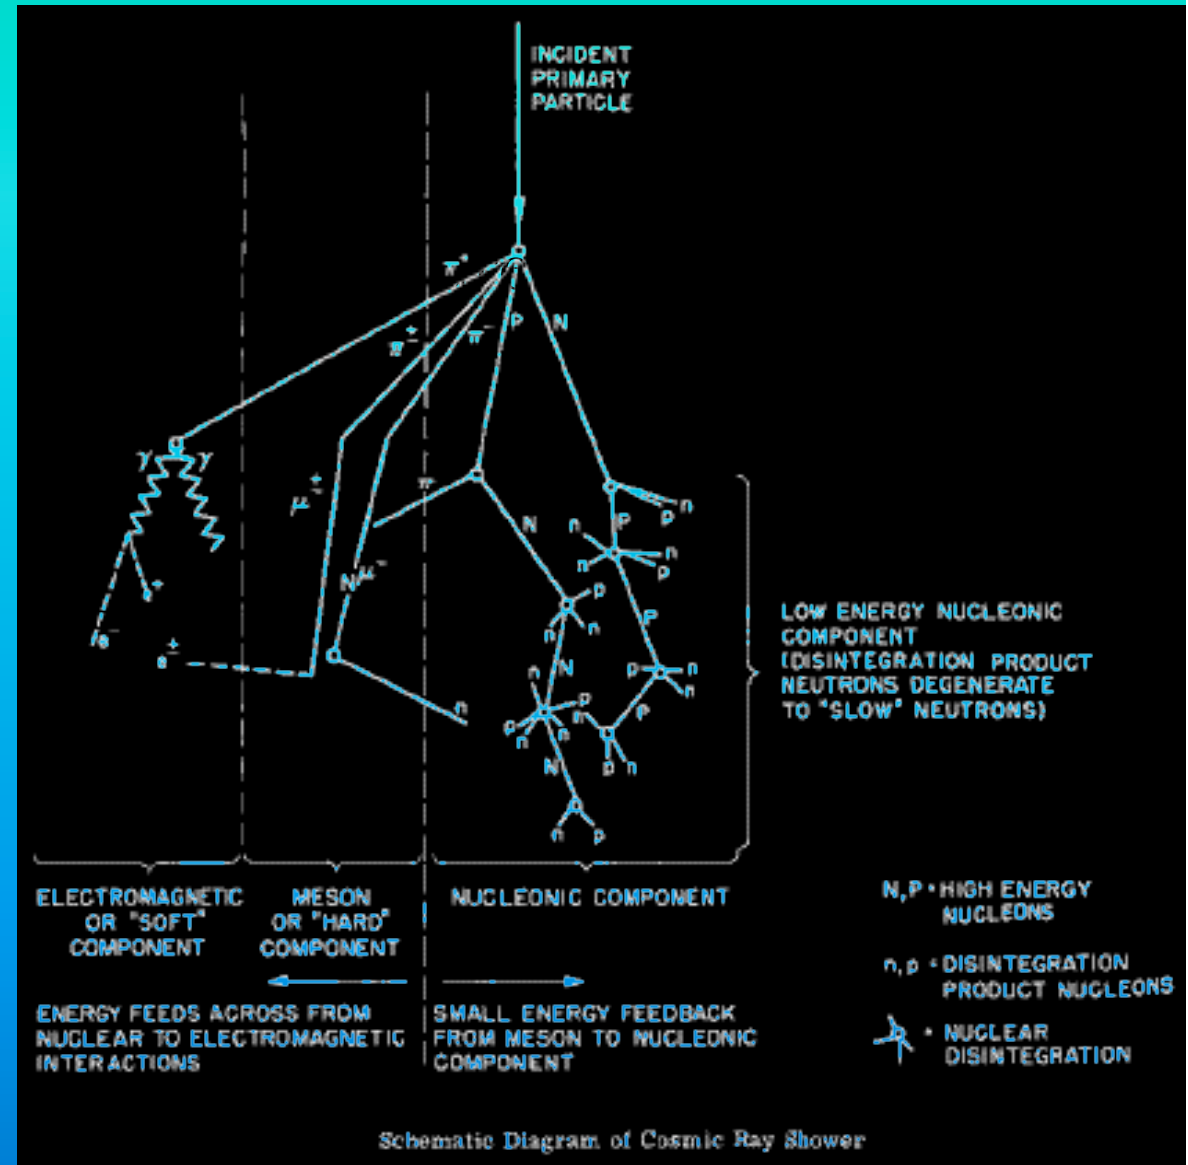 INCIDENT
PRIMARY
PARTICLE
π°
π±
π-
P
N
γ γ
μ±
π
N
P
n
p
n
n
n
p
e+
N μ-
p
n
n
P
e-
e±
n
N
p
n
n
n
p
n
p
n
n
n
P
p
n
N
n
p
LOW ENERGY NUCLEONIC
COMPONENT
(DISINTEGRATION PRODUCT
NEUTRONS DEGENERATE
TO "SLOW" NEUTRONS)
ELECTROMAGNETIC
OR "SOFT"
COMPONENT
MESON
OR "HARD"
COMPONENT
NUCLEONIC COMPONENT
ENERGY FEEDS ACROSS FROM
NUCLEAR TO ELECTROMAGNETIC
INTERACTIONS
SMALL ENERGY FEEDBACK
FROM MESON TO NUCLEONIC
COMPONENT
N,P = HIGH ENERGY
NUCLEONS
n,p = DISINTEGRATION
PRODUCT NUCLEONS
= NUCLEAR
DISINTEGRATION
Schematic Diagram of Cosmic Ray Shower